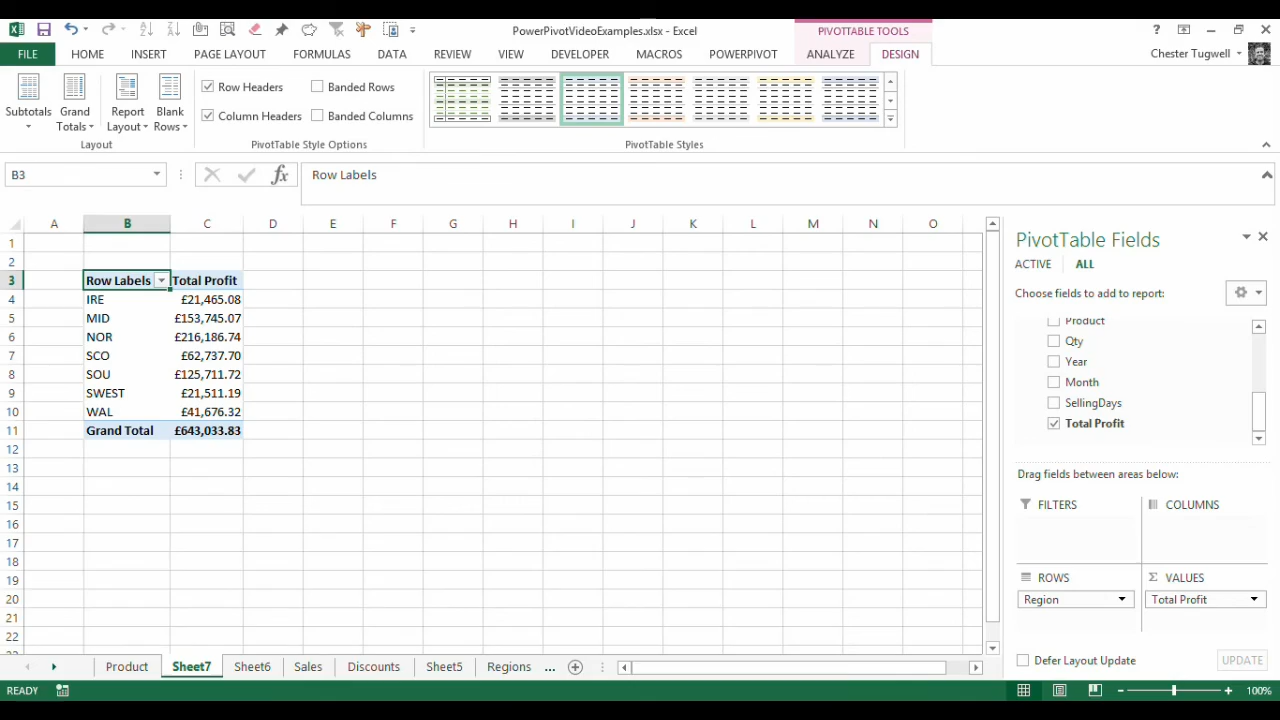 PowerPivotVideoExamples.xlsx - Excel
PIVOTTABLE TOOLS
?
FILE HOME INSERT PAGE LAYOUT FORMULAS DATA REVIEW VIEW DEVELOPER MACROS POWERPIVOT ANALYZE DESIGN Chester Tugwell
Row Headers Banded Rows
Subtotals Grand Totals Report Layout Blank Rows
Column Headers Banded Columns
Layout PivotTable Style Options PivotTable Styles
B3 fx Row Labels
A B C D E F G H I J K L M N O
1
2
3 Row Labels Total Profit
4 IRE £21,465.08
5 MID £153,745.07
6 NOR £216,186.74
7 SCO £62,737.70
8 SOU £125,711.72
9 SWEST £21,511.19
10 WAL £41,676.32
11 Grand Total £643,033.83
12
13
14
15
16
17
18
19
20
21
22
PivotTable Fields
ACTIVE ALL
Choose fields to add to report:
Product
Qty
Year
Month
SellingDays
Total Profit
Drag fields between areas below:
FILTERS COLUMNS
ROWS Σ VALUES
Region Total Profit
Defer Layout Update UPDATE
Product Sheet7 Sheet6 Sales Discounts Sheet5 Regions ...
READY 100%